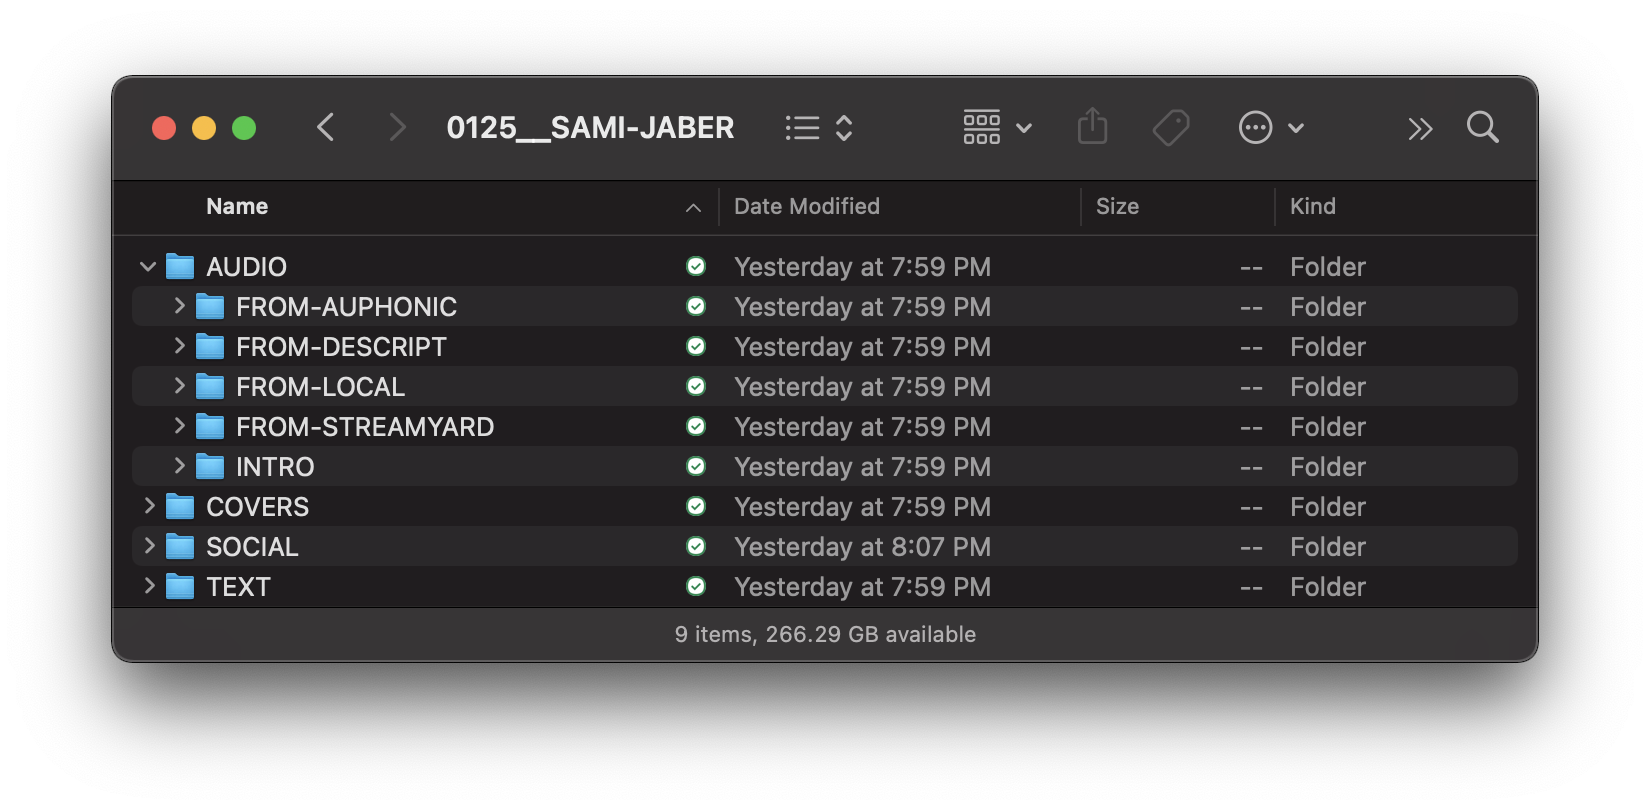 0125__SAMI-JABER
Name Date Modified Size Kind
AUDIO Yesterday at 7:59 PM -- Folder
FROM-AUPHONIC Yesterday at 7:59 PM -- Folder
FROM-DESCRIPT Yesterday at 7:59 PM -- Folder
FROM-LOCAL Yesterday at 7:59 PM -- Folder
FROM-STREAMYARD Yesterday at 7:59 PM -- Folder
INTRO Yesterday at 7:59 PM -- Folder
COVERS Yesterday at 7:59 PM -- Folder
SOCIAL Yesterday at 8:07 PM -- Folder
TEXT Yesterday at 7:59 PM -- Folder
9 items, 266.29 GB available